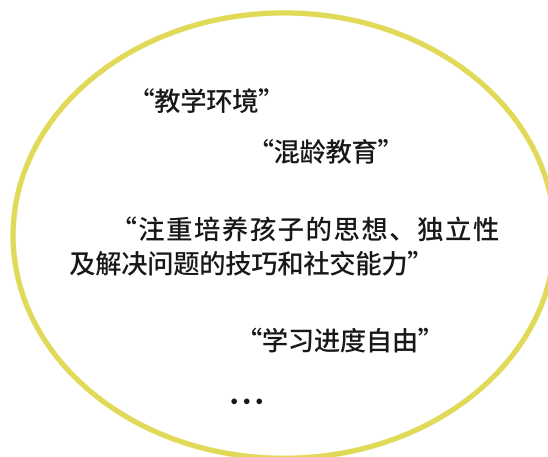 “教学环境”
“混龄教育”
“注重培养孩子的思想、独立性
及解决问题的技巧和社交能力”
“学习进度自由”
…